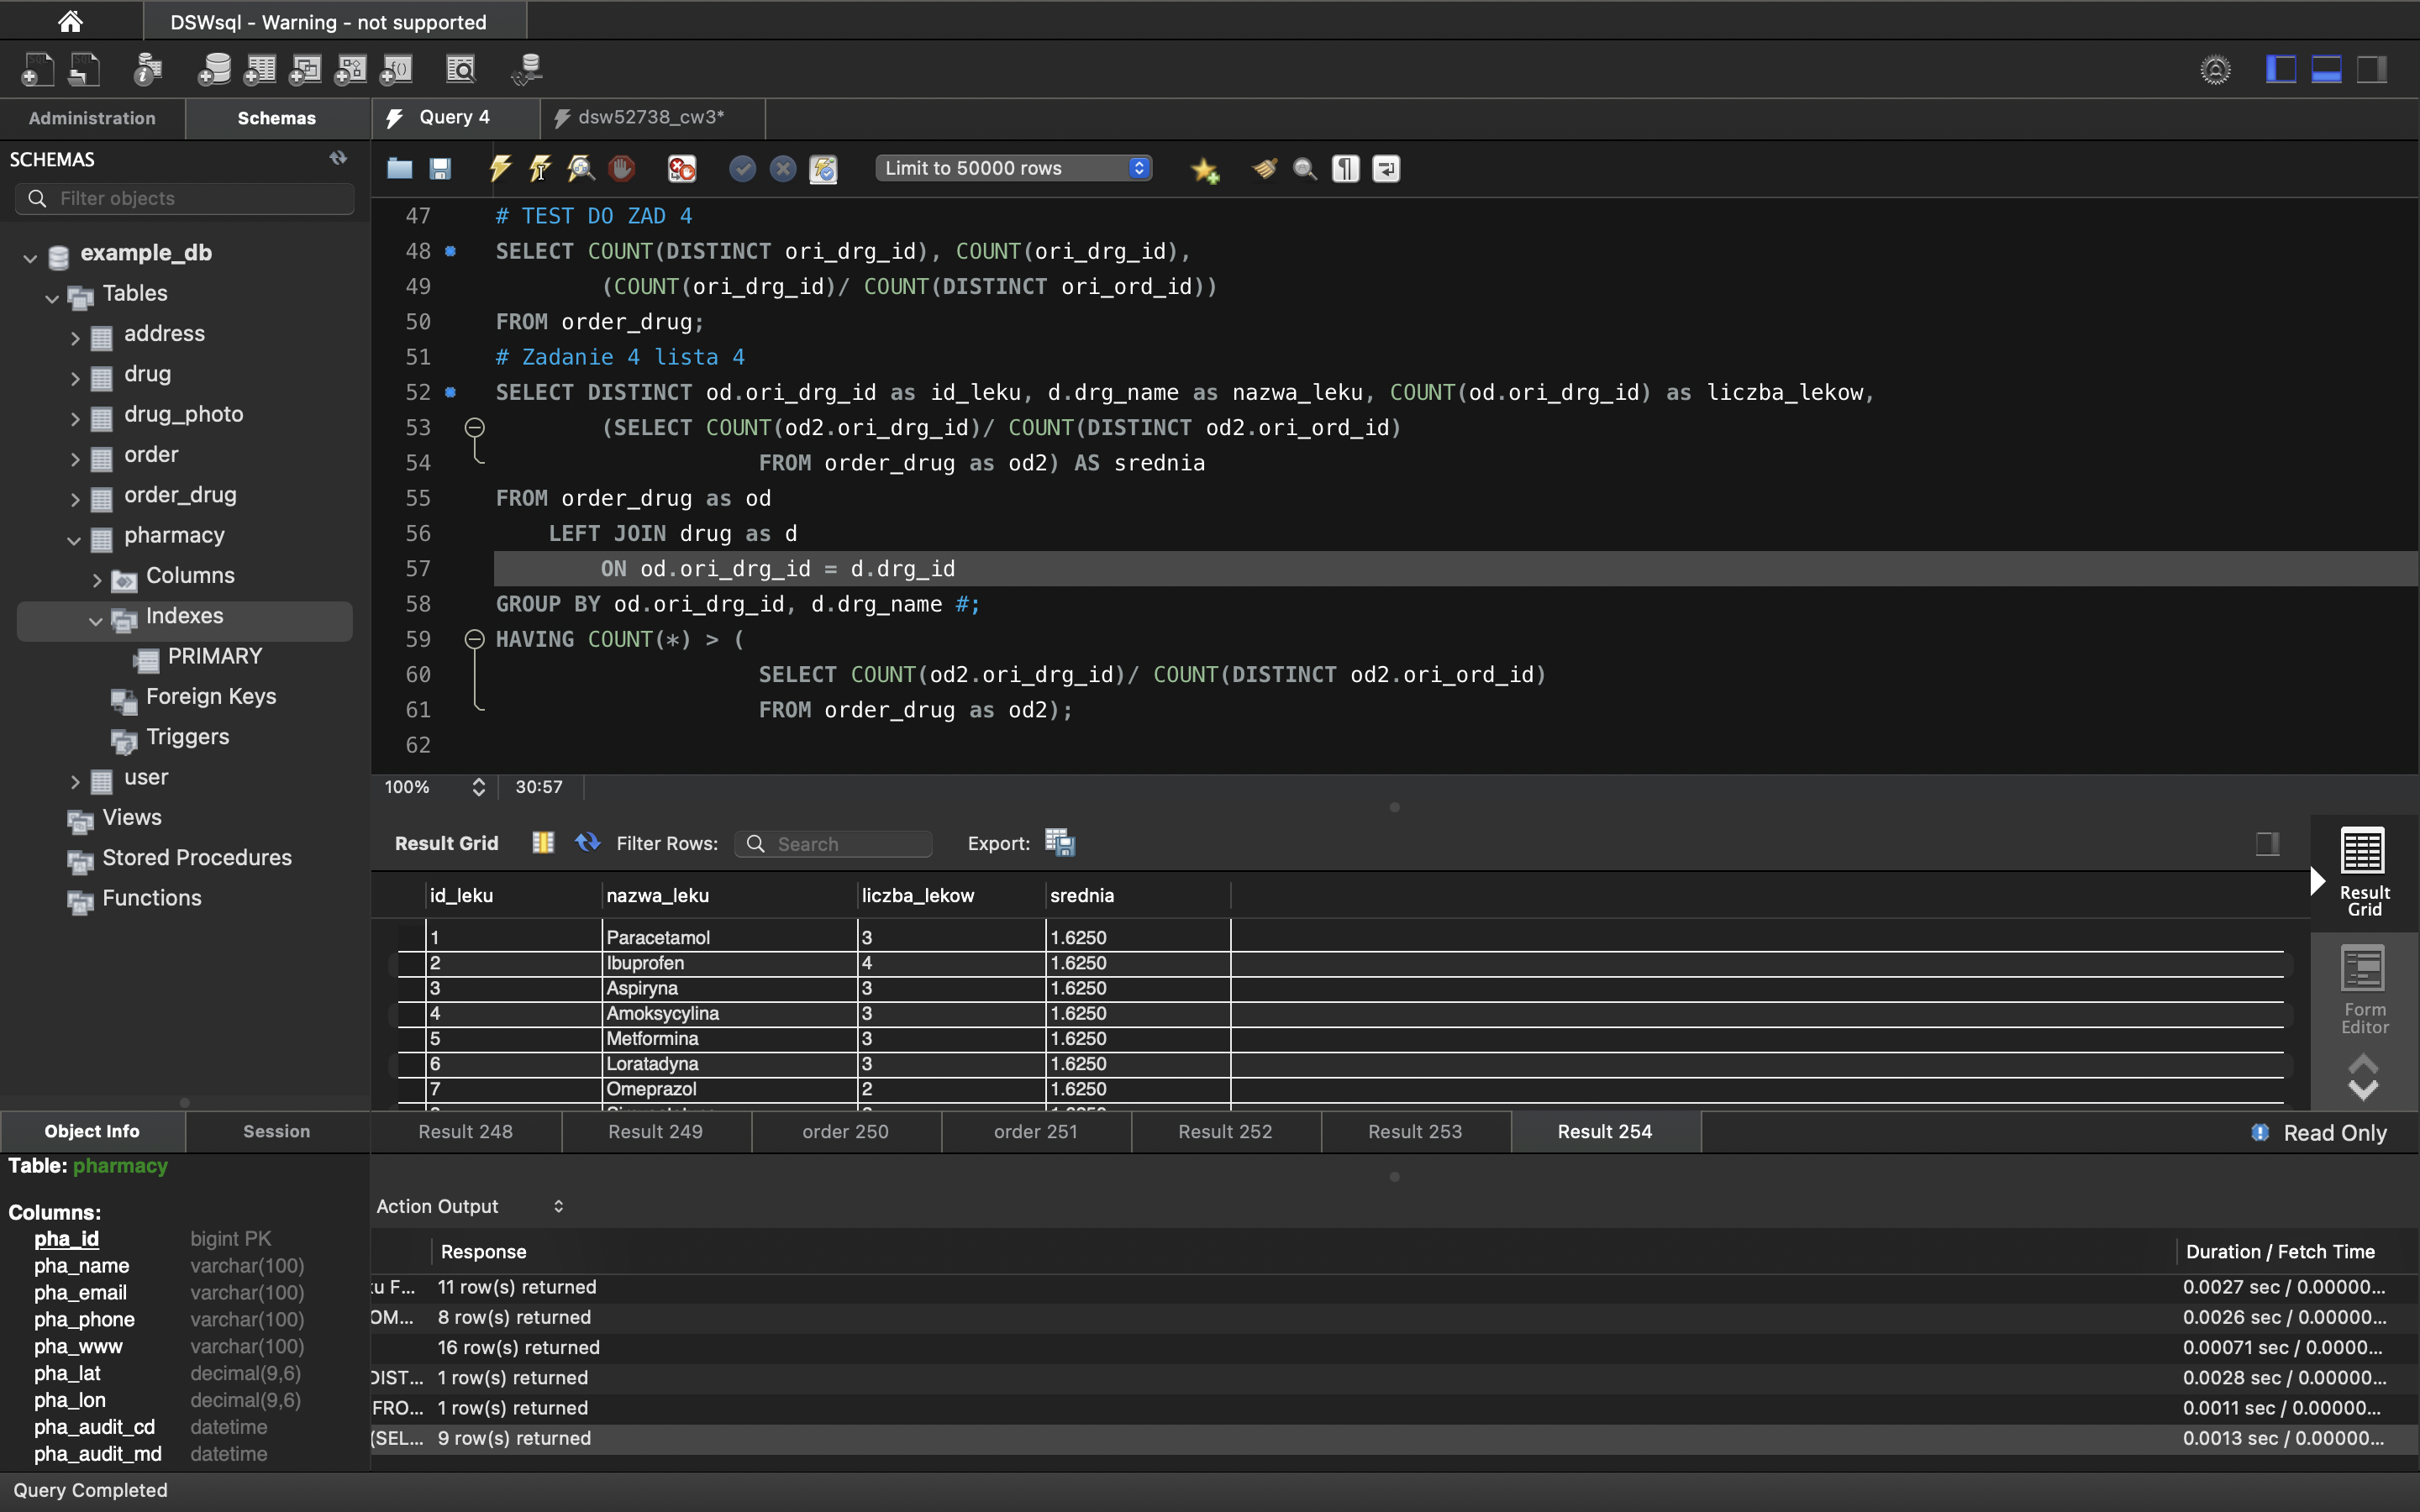 DSWsql - Warning - not supported
Administration
Schemas
Query 4
dsw52738_cw3*
SCHEMAS
Filter objects
example_db
Tables
address
drug
drug_photo
order
order_drug
pharmacy
Columns
Indexes
PRIMARY
Foreign Keys
Triggers
user
Views
Stored Procedures
Functions
Limit to 50000 rows
47 # TEST DO ZAD 4
48 SELECT COUNT(DISTINCT ori_drg_id), COUNT(ori_drg_id),
49 (COUNT(ori_drg_id)/ COUNT(DISTINCT ori_ord_id))
50 FROM order_drug;
51 # Zadanie 4 lista 4
52 SELECT DISTINCT od.ori_drg_id as id_leku, d.drg_name as nazwa_leku, COUNT(od.ori_drg_id) as liczba_lekow,
53 (SELECT COUNT(od2.ori_drg_id)/ COUNT(DISTINCT od2.ori_ord_id)
54 FROM order_drug as od2) AS srednia
55 FROM order_drug as od
56 LEFT JOIN drug as d
57 ON od.ori_drg_id = d.drg_id
58 GROUP BY od.ori_drg_id, d.drg_name #;
59 HAVING COUNT(*) > (
60 SELECT COUNT(od2.ori_drg_id)/ COUNT(DISTINCT od2.ori_ord_id)
61 FROM order_drug as od2);
62
100% 30:57
Result Grid Filter Rows: Search Export:
id_leku nazwa_leku liczba_lekow srednia
1 Paracetamol 3 1.6250
2 Ibuprofen 4 1.6250
3 Aspiryna 3 1.6250
4 Amoksycylina 3 1.6250
5 Metformina 3 1.6250
6 Loratadyna 3 1.6250
7 Omeprazol 2 1.6250
Result Grid
Form Editor
Result 248 Result 249 order 250 order 251 Result 252 Result 253 Result 254 Read Only
Object Info Session
Table: pharmacy
Columns:
pha_id bigint PK
pha_name varchar(100)
pha_email varchar(100)
pha_phone varchar(100)
pha_www varchar(100)
pha_lat decimal(9,6)
pha_lon decimal(9,6)
pha_audit_cd datetime
pha_audit_md datetime
Action Output
Response Duration / Fetch Time
ku F... 11 row(s) returned 0.0027 sec / 0.00000...
OM... 8 row(s) returned 0.0026 sec / 0.00000...
16 row(s) returned 0.00071 sec / 0.0000...
DIST... 1 row(s) returned 0.0028 sec / 0.00000...
FRO... 1 row(s) returned 0.0011 sec / 0.00000...
(SEL... 9 row(s) returned 0.0013 sec / 0.00000...
Query Completed